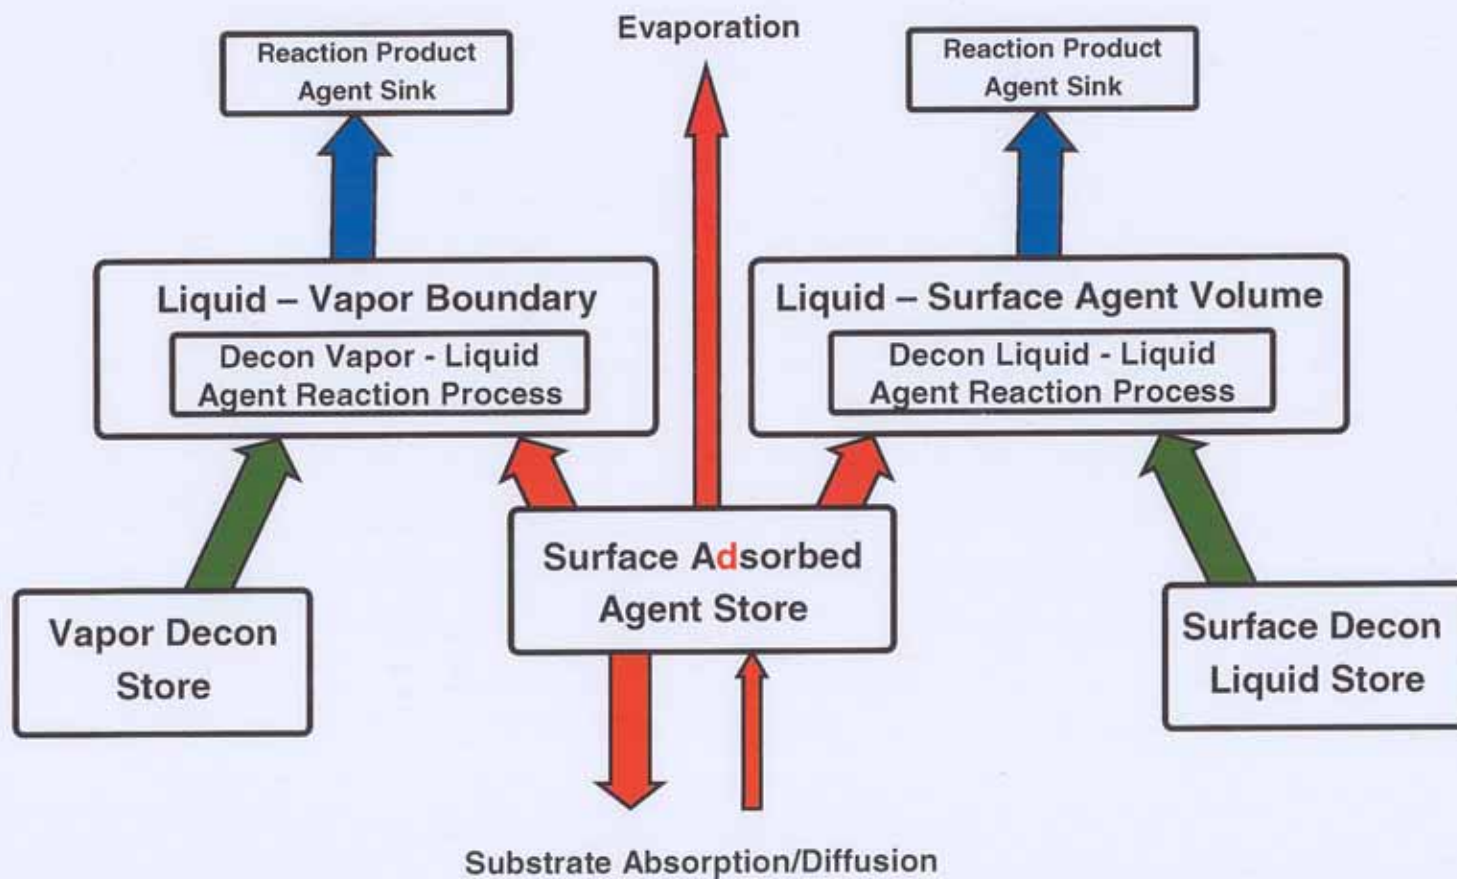 Evaporation
Reaction Product
Agent Sink
Reaction Product
Agent Sink
Liquid – Vapor Boundary
Decon Vapor - Liquid
Agent Reaction Process
Liquid – Surface Agent Volume
Decon Liquid - Liquid
Agent Reaction Process
Surface Adsorbed
Agent Store
Vapor Decon
Store
Surface Decon
Liquid Store
Substrate Absorption/Diffusion